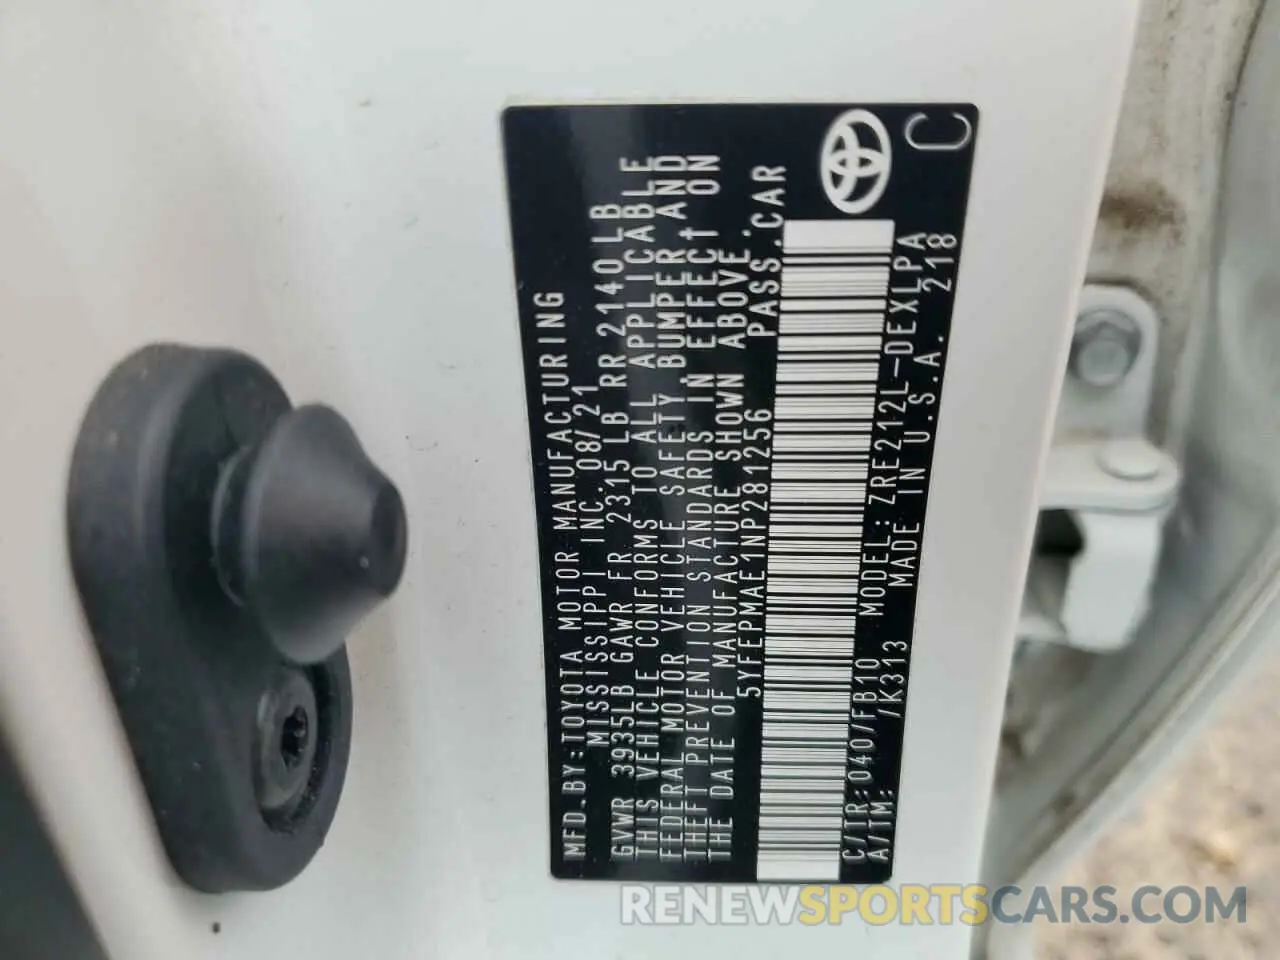 MFD.BY:TOYOTA MOTOR MANUFACTURING
MISSISSIPPI INC. 08/21
GVWR 3935LB GAWR FR 2315LB RR 2140LB
THIS VEHICLE CONFORMS TO ALL APPLICABLE
FEDERAL MOTOR VEHICLE SAFETY, BUMPER, AND
THEFT PREVENTION STANDARDS IN EFFECT ON
THE DATE OF MANUFACTURE SHOWN ABOVE.
5YFEPMAE1NP281256 PASS.CAR
C/TR:040/FB10 MODEL:ZRE212L-DEXLPA
A/TM: /K313 MADE IN U.S.A. 218
C
RENEWSPORTSCARS.COM/313